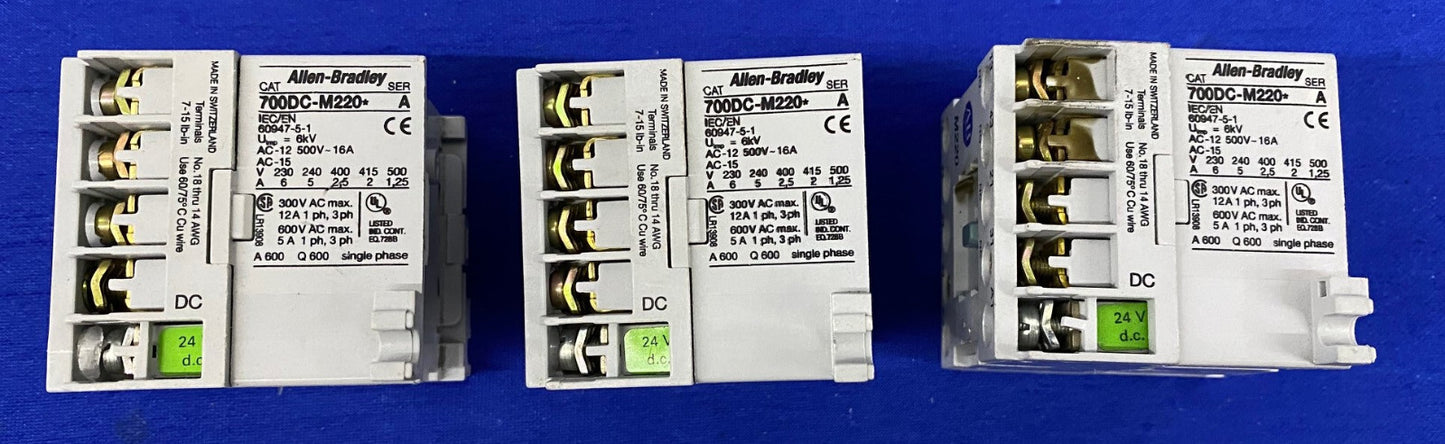 MADE IN SWITZERLAND
Terminals
7-15 lb-in
No. 18 thru 14 AWG
Use 60/75°C Cu wire
DC
24 V
d.c
Allen-Bradley
CAT SER
700DC-M220* A
IEC/EN
60947-5-1
Uimp = 6kV
AC-12 500V~16A
AC-15
V 230 240 400 415 500
A 6 5 2,5 2 1,25
LR13908
300V AC max.
12A 1 ph, 3ph
600V AC max.
5 A 1 ph, 3 ph
UL
LISTED
IND. CONT.
EQ.728B
A 600 Q 600 single phase
MADE IN SWITZERLAND
Terminals
7-15 lb-in
No. 18 thru 14 AWG
Use 60/75°C Cu wire
DC
24 V
d.c
Allen-Bradley
CAT SER
700DC-M220* A
IEC/EN
60947-5-1
Uimp = 6kV
AC-12 500V~16A
AC-15
V 230 240 400 415 500
A 6 5 2,5 2 1,25
LR13908
300V AC max.
12A 1 ph, 3ph
600V AC max.
5 A 1 ph, 3 ph
UL
LISTED
IND. CONT.
EQ.728B
A 600 Q 600 single phase
M220
MADE IN SWITZERLAND
Terminals
7-15 lb-in
No. 18 thru 14 AWG
Use 60/75°C Cu wire
DC
24 V
d.c.
Allen-Bradley
CAT SER
700DC-M220* A
IEC/EN
60947-5-1
Uimp = 6kV
AC-12 500V~16A
AC-15
V 230 240 400 415 500
A 6 5 2,5 2 1,25
LR13908
300V AC max.
12A 1 ph, 3ph
600V AC max.
5 A 1 ph, 3 ph
UL
LISTED
IND. CONT.
EQ.728B
A 600 Q 600 single phase